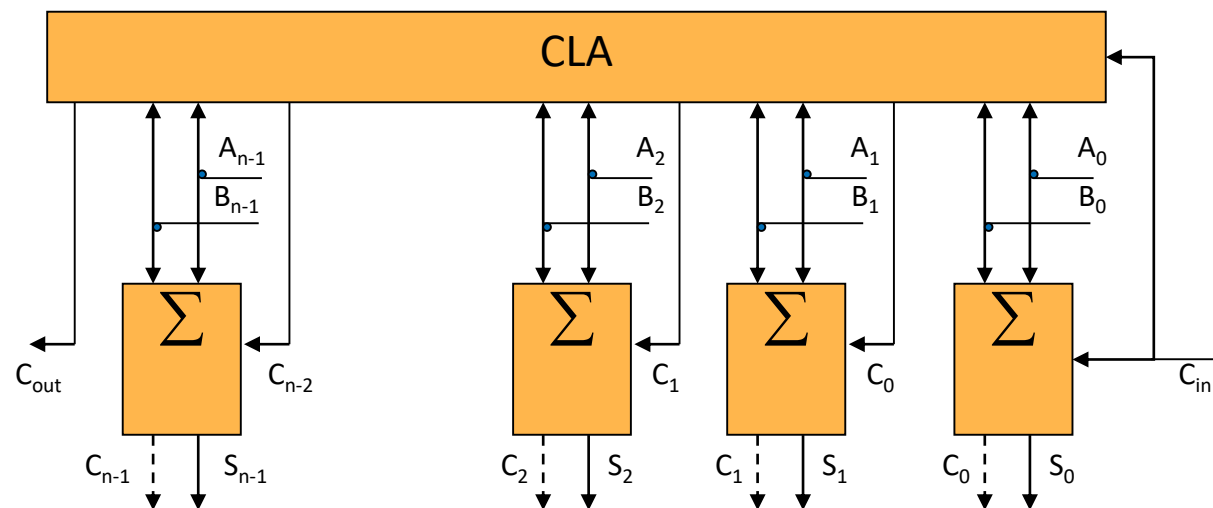 CLA
Aₙ₋₁ A₂ A₁ A₀
Bₙ₋₁ B₂ B₁ B₀
Σ Σ Σ Σ
Cₒᵤₜ Cₙ₋₂ C₁ C₀ Cᵢₙ
Cₙ₋₁ Sₙ₋₁ C₂ S₂ C₁ S₁ C₀ S₀